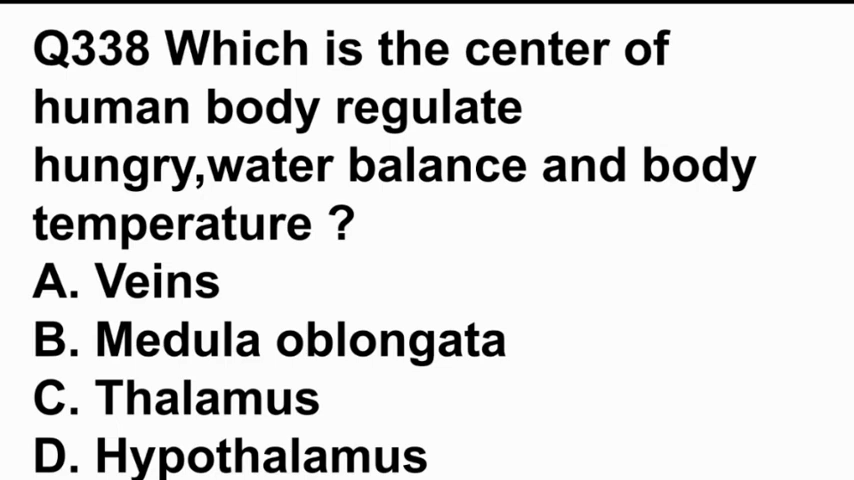 Q338 Which is the center of
human body regulate
hungry,water balance and body
temperature ?
A. Veins
B. Medula oblongata
C. Thalamus
D. Hypothalamus